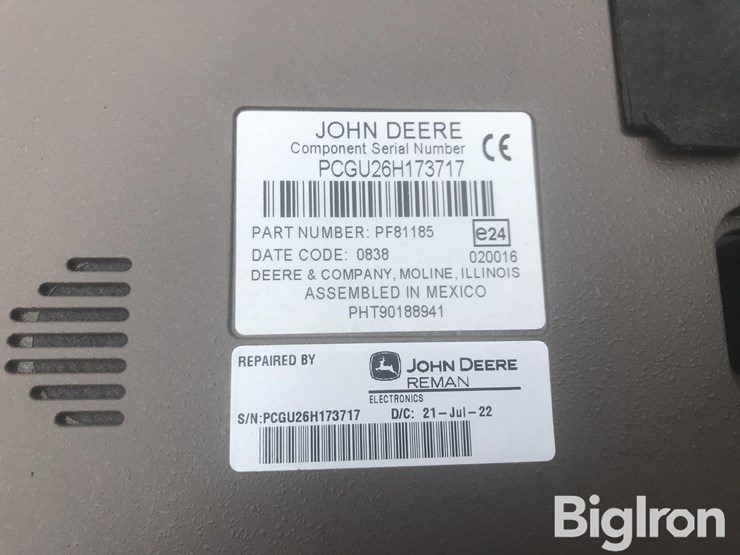 JOHN DEERE
Component Serial Number
CE
PCGU26H173717
PART NUMBER: PF81185
e24
DATE CODE: 0838
020016
DEERE & COMPANY, MOLINE, ILLINOIS
ASSEMBLED IN MEXICO
PHT90188941
REPAIRED BY
JOHN DEERE
REMAN
ELECTRONICS
S/N:PCGU26H173717 D/C: 21-Jul-22
BigIron